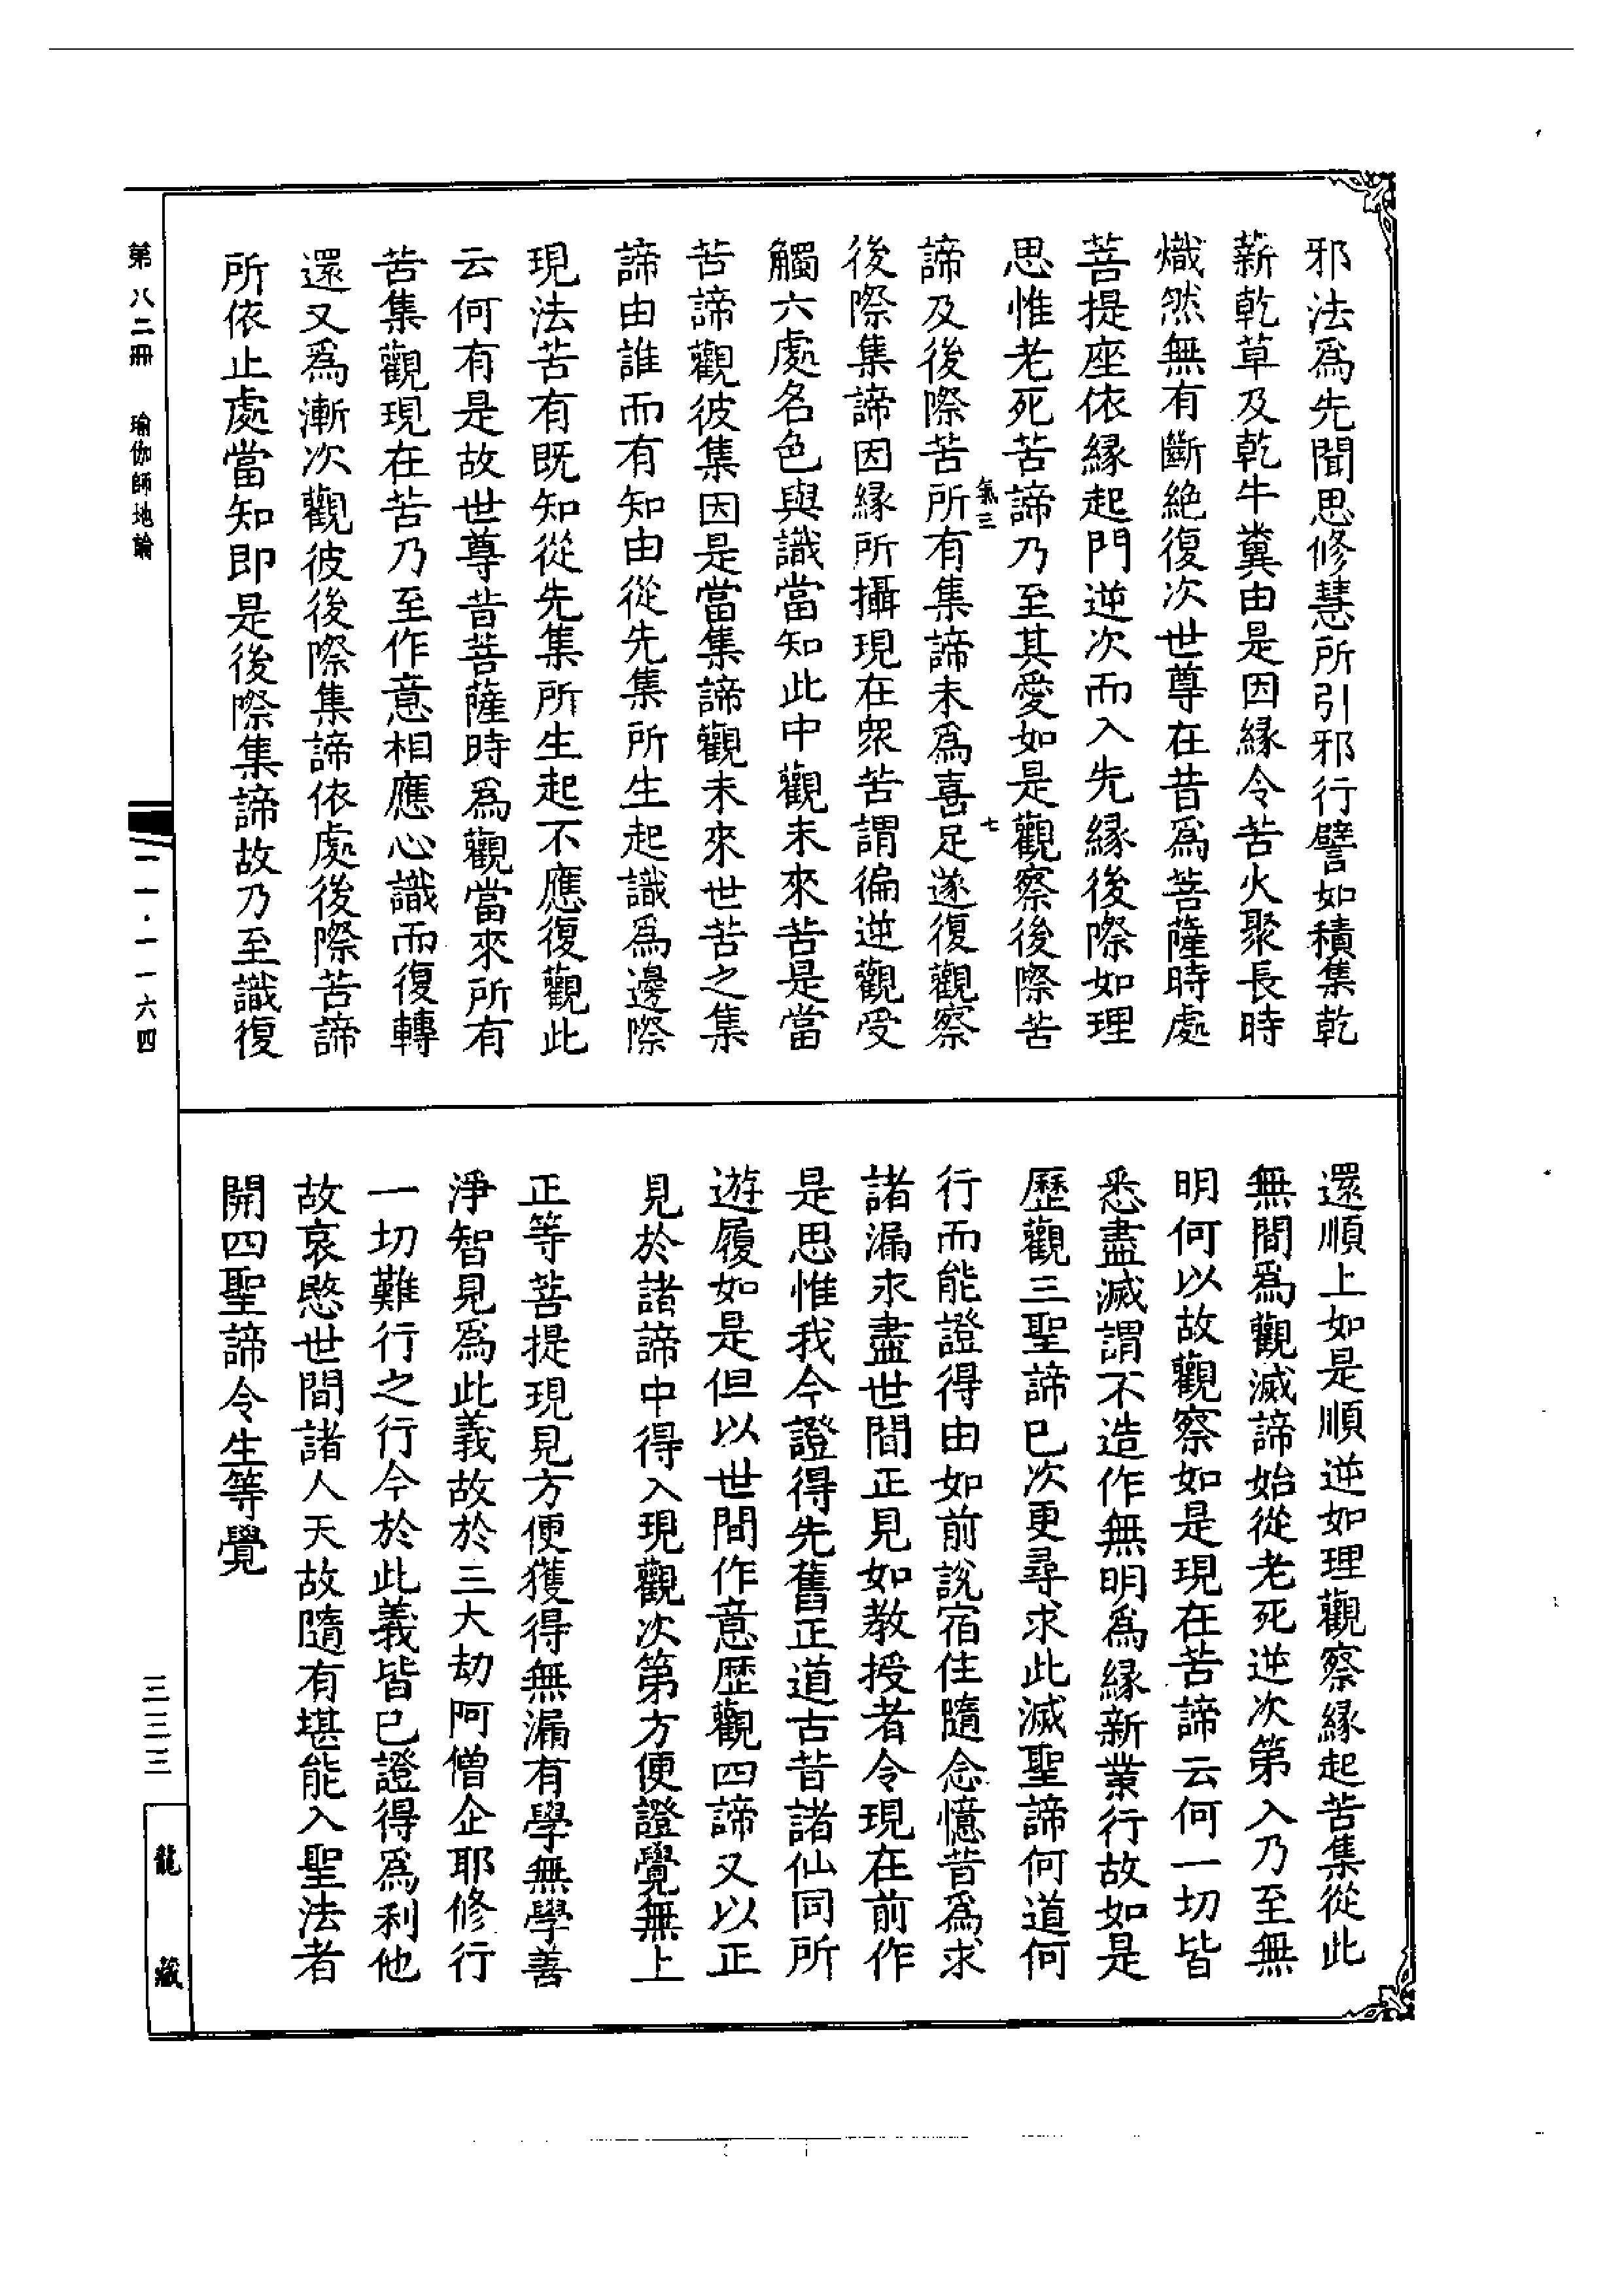 邪法爲先聞思修慧所引邪行譬如積集乾
薪乾草及乾牛糞由是因緣令苦火聚長時
熾然無有斷絕復次世尊在昔爲菩薩時處
菩提座依緣起門逆次而入先緣後際如理
思惟老死苦諦乃至其愛如是觀察後際苦
氣三
七
諦及後際苦所有集諦未爲喜足遂復觀察
後際集諦因緣所攝現在衆苦謂徧逆觀受
觸六處名色與識當知此中觀未來苦是當
苦諦觀彼集因是當集諦觀未來世苦之集
諦由誰而有知由從先集所生起識爲邊際
現法苦有既知從先集所生起不應復觀此
云何有是故世尊昔菩薩時爲觀當來所有
苦集觀現在苦乃至作意相應心識而復轉
還又爲漸次觀彼後際集諦依處後際苦諦
所依止處當知即是後際集諦故乃至識復
還順上如是順逆如理觀察緣起苦集從此
無間爲觀滅諦始從老死逆次第入乃至無
明何以故觀察如是現在苦諦云何一切皆
悉盡滅謂不造作無明爲緣新業行故如是
歷觀三聖諦已次更尋求此滅聖諦何道何
行而能證得由如前說宿住隨念憶昔爲求
諸漏永盡世間正見如教授者令現在前作
是思惟我今證得先舊正道古昔諸仙同所
遊履如是但以世間作意歷觀四諦又以正
見於諸諦中得入現觀次第方便證覺無上
正等菩提現見方便獲得無漏有學無學善
淨智見爲此義故於三大劫阿僧企耶修行
一切難行之行今於此義皆已證得爲利他
故哀愍世間諸人天故隨有堪能入聖法者
開四聖諦令生等覺
第八二冊 瑜伽師地論
一一·一一六四
三三三
龍藏